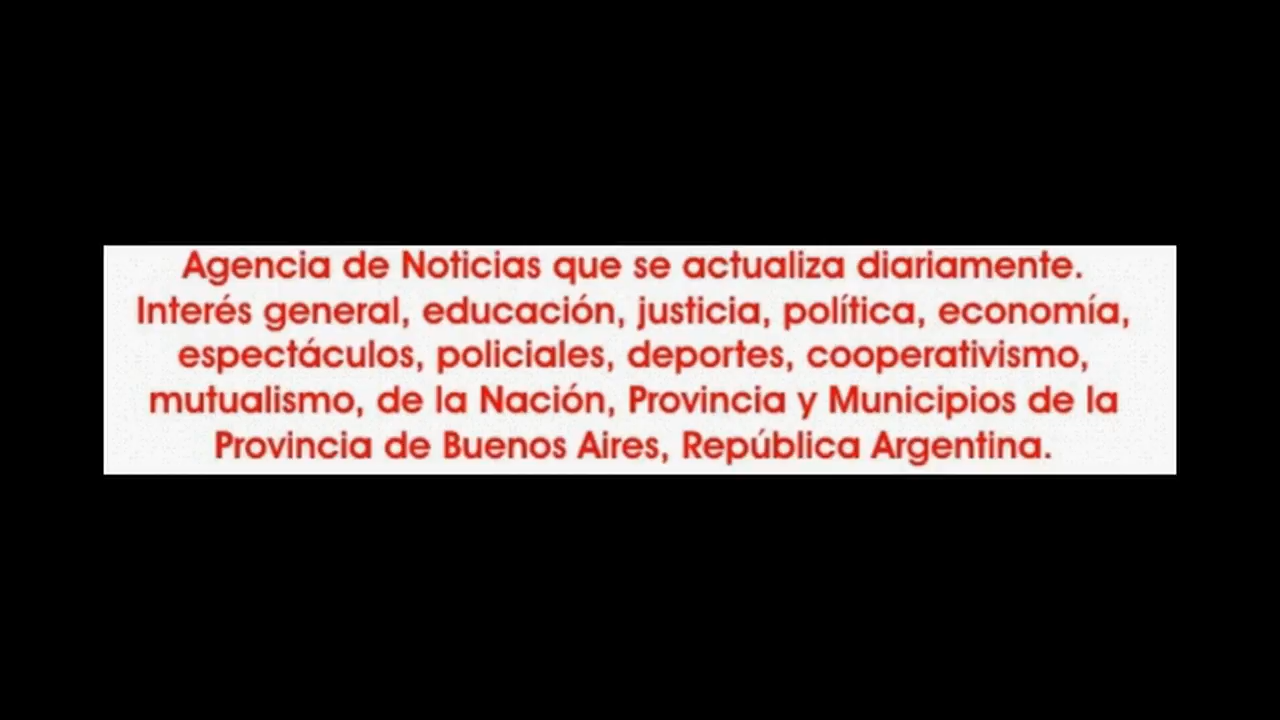 Agencia de Noticias que se actualiza diariamente.
Interés general, educación, justicia, política, economía,
espectáculos, policiales, deportes, cooperativismo,
mutualismo, de la Nación, Provincia y Municipios de la
Provincia de Buenos Aires, República Argentina.